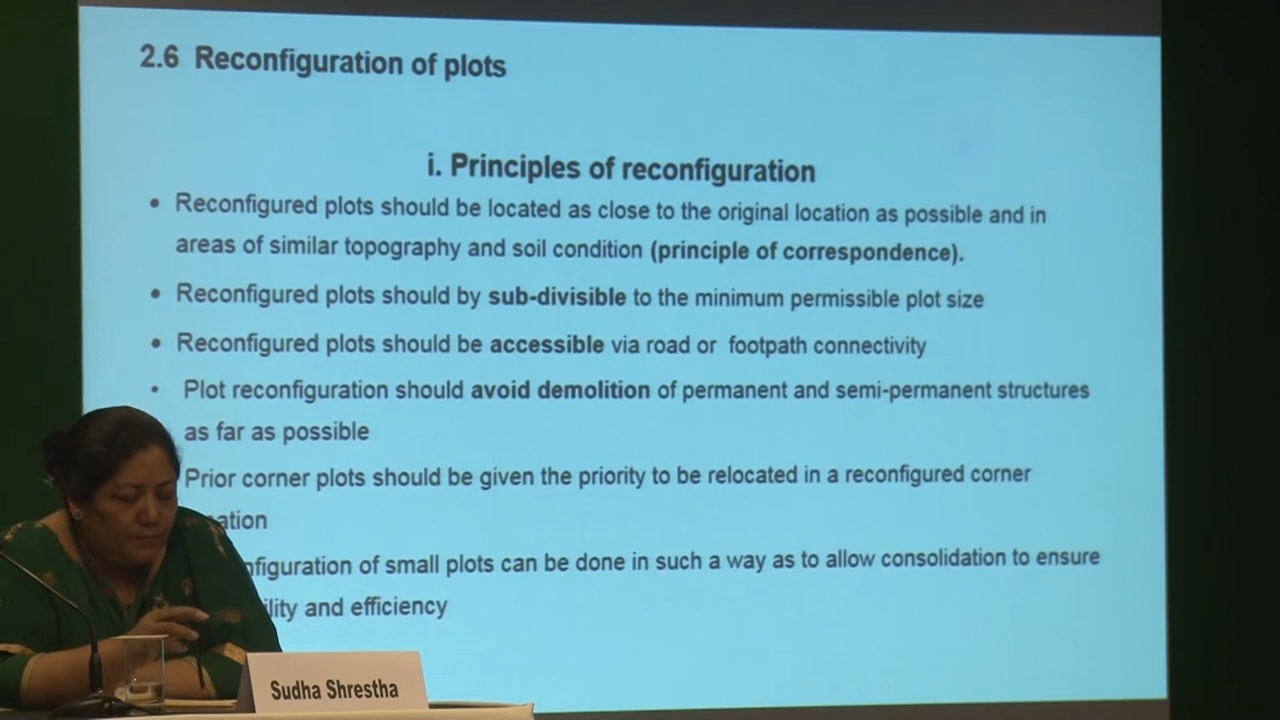 2.6 Reconfiguration of plots
i. Principles of reconfiguration
• Reconfigured plots should be located as close to the original location as possible and in
areas of similar topography and soil condition (principle of correspondence).
• Reconfigured plots should by sub-divisible to the minimum permissible plot size
• Reconfigured plots should be accessible via road or footpath connectivity
• Plot reconfiguration should avoid demolition of permanent and semi-permanent structures
as far as possible
Prior corner plots should be given the priority to be relocated in a reconfigured corner
of small plots can be done in such a way as to allow consolidation to ensure
and efficiency
Sudha Shrestha